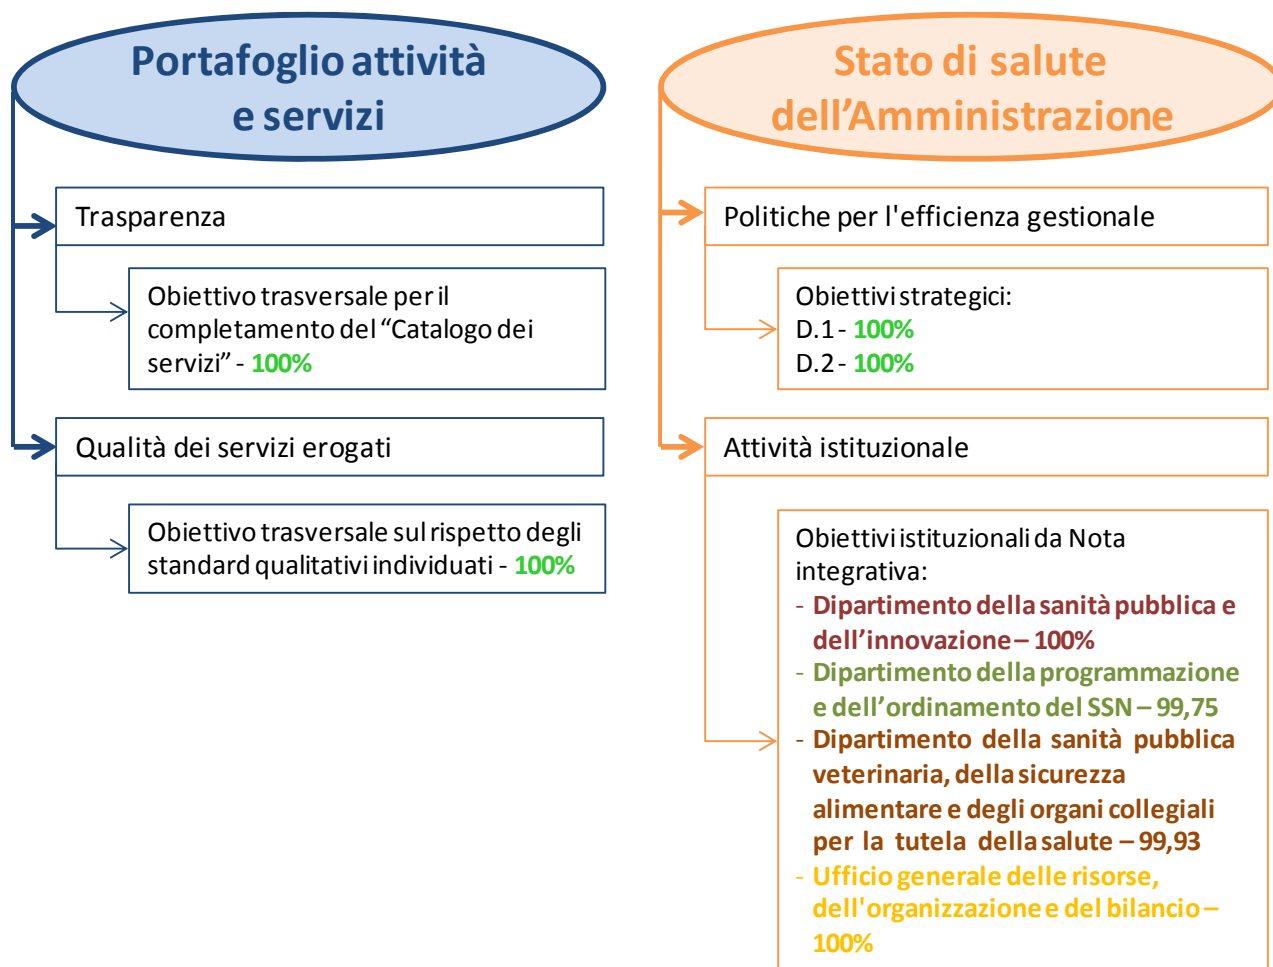 Portafoglio attività
e servizi
Trasparenza
Obiettivo trasversale per il
completamento del “Catalogo dei
servizi” - 100%
Qualità dei servizi erogati
Obiettivo trasversale sul rispetto degli
standard qualitativi individuati - 100%
Stato di salute
dell’Amministrazione
Politiche per l'efficienza gestionale
Obiettivi strategici:
D.1 - 100%
D.2 - 100%
Attività istituzionale
Obiettivi istituzionali da Nota
integrativa:
- Dipartimento della sanità pubblica e
dell’innovazione – 100%
- Dipartimento della programmazione
e dell’ordinamento del SSN – 99,75
- Dipartimento della sanità pubblica
veterinaria, della sicurezza
alimentare e degli organi collegiali
per la tutela della salute – 99,93
- Ufficio generale delle risorse,
dell'organizzazione e del bilancio –
100%